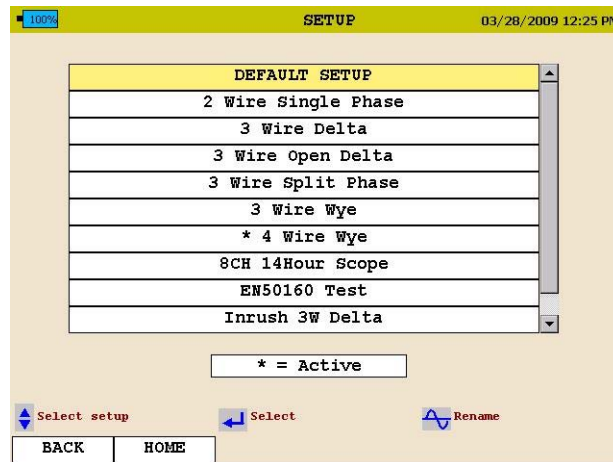 100%
SETUP
03/28/2009 12:25 PM
DEFAULT SETUP
2 Wire Single Phase
3 Wire Delta
3 Wire Open Delta
3 Wire Split Phase
3 Wire Wye
* 4 Wire Wye
8CH 14Hour Scope
EN50160 Test
Inrush 3W Delta
* = Active
Select setup
Select
Rename
BACK
HOME